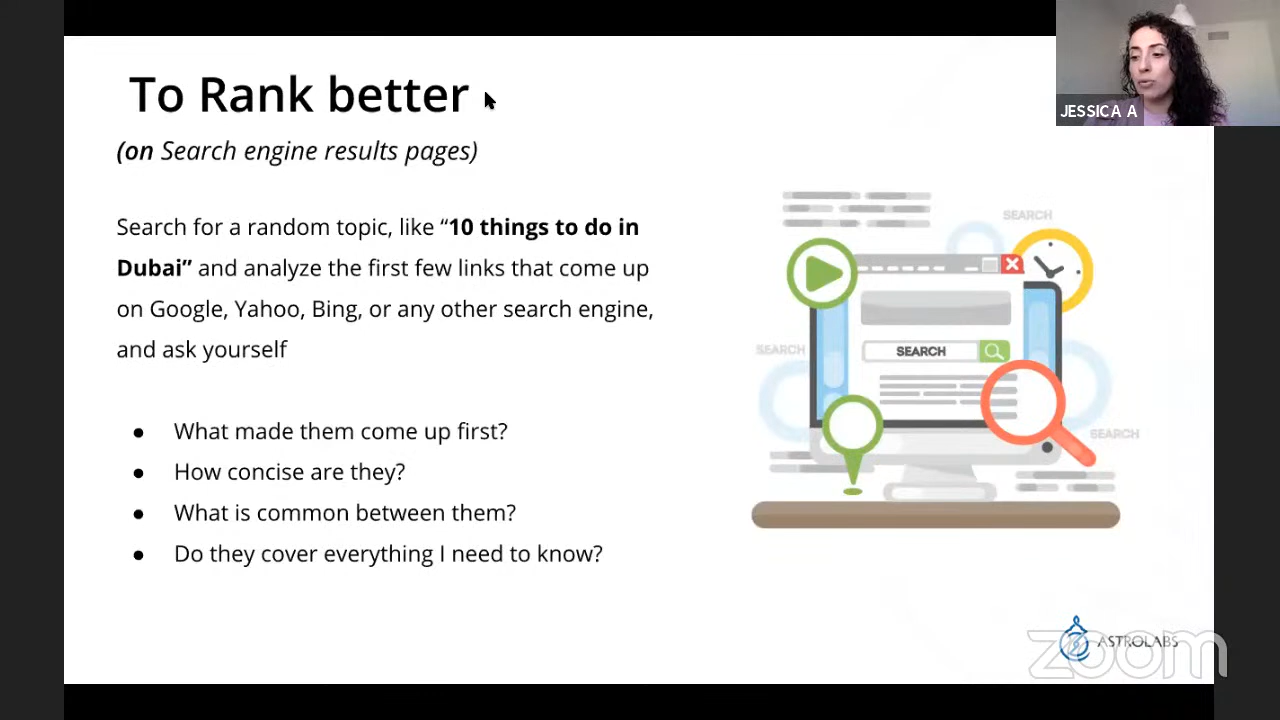 To Rank better
(on Search engine results pages)
Search for a random topic, like “10 things to do in
Dubai” and analyze the first few links that come up
on Google, Yahoo, Bing, or any other search engine,
and ask yourself
● What made them come up first?
● How concise are they?
● What is common between them?
● Do they cover everything I need to know?
JESSICA A
SEARCH
SEARCH
SEARCH
SEARCH
ASTROLABS
zoom